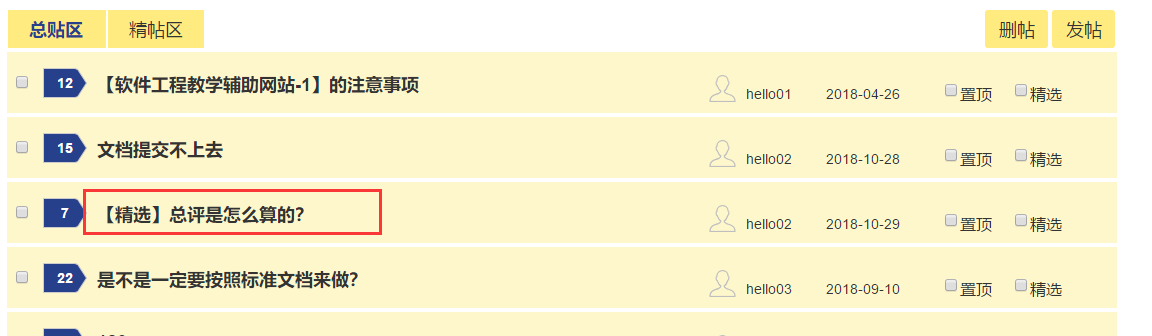 总贴区 精帖区 删帖 发帖
12 【软件工程教学辅助网站-1】的注意事项 hello01 2018-04-26 置顶 精选
15 文档提交不上去 hello02 2018-10-28 置顶 精选
7 【精选】总评是怎么算的? hello02 2018-10-29 置顶 精选
22 是不是一定要按照标准文档来做? hello03 2018-09-10 置顶 精选